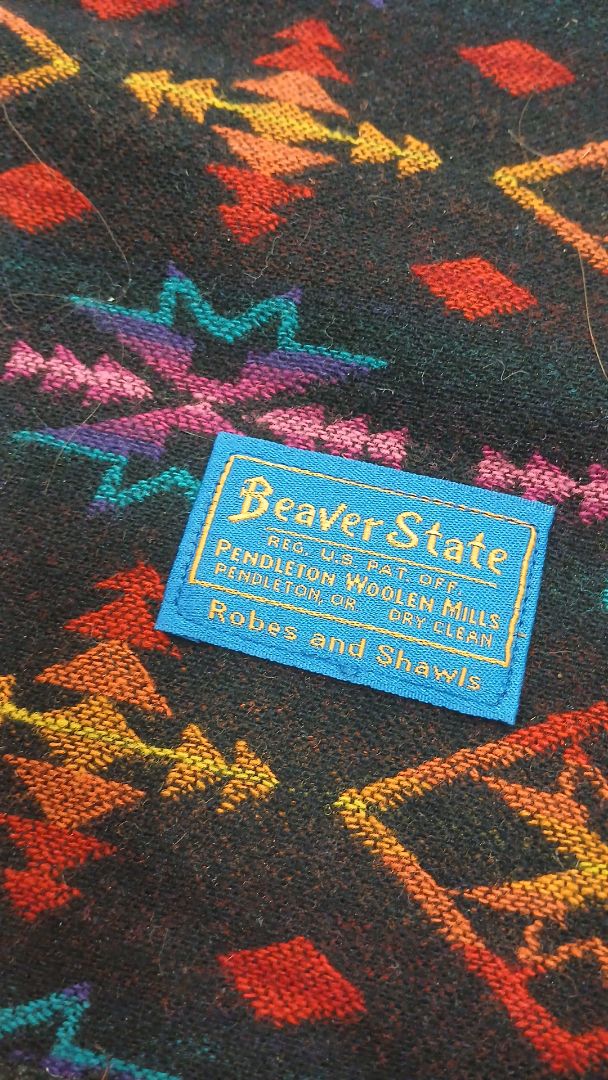 Beaver State
REG. U.S. PAT. OFF.
PENDLETON WOOLEN MILLS
PENDLETON, OR. DRY CLEAN
Robes and Shawls